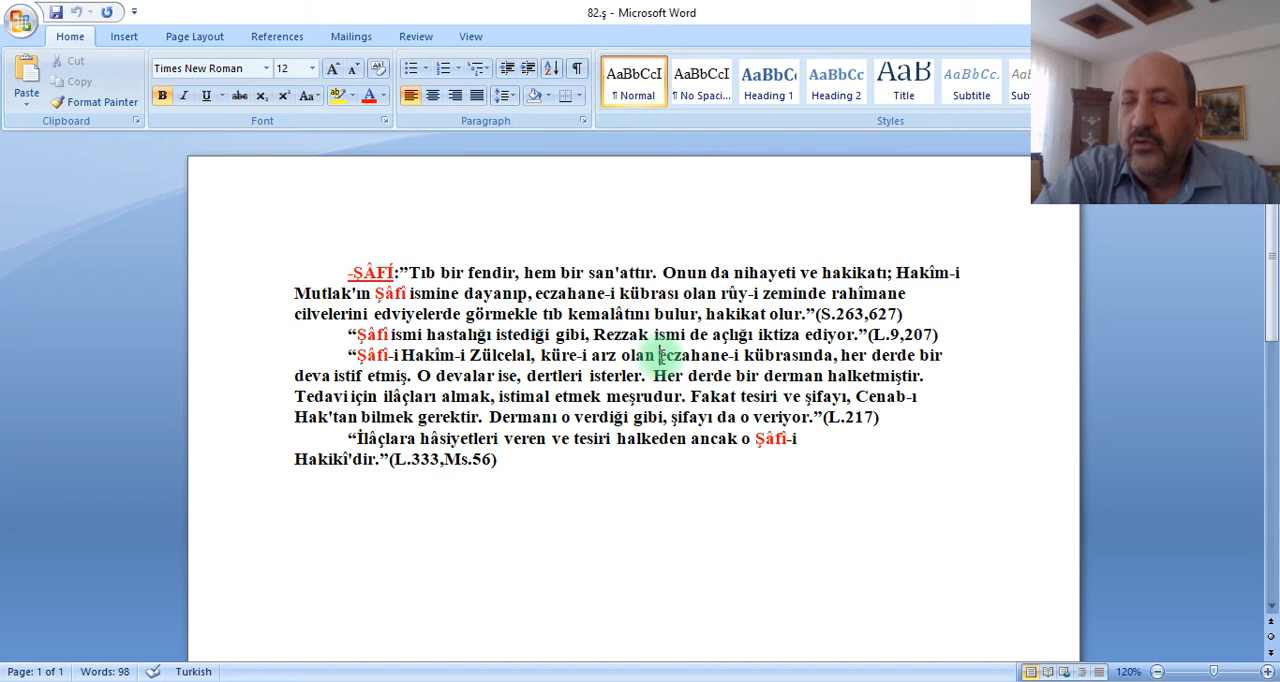 82.ş - Microsoft Word
Home Insert Page Layout References Mailings Review View
Paste
Cut
Copy
Format Painter
Clipboard
Times New Roman 12
Font
Paragraph
AaBbCcI AaBbCcI AaBbC AaBbCc AaB AaBbCcI
¶ Normal ¶ No Spaci... Heading 1 Heading 2 Title Subtitle
Styles
-ŞÂFÍ:”Tıb bir fendir, hem bir san'attır. Onun da nihayeti ve hakikatı; Hakîm-i
Mutlak'ın Şâfî ismine dayanıp, eczahane-i kübrası olan rûy-i zeminde rahîmane
cilvelerini edviyelerde görmekle tıb kemalâtını bulur, hakikat olur.”(S.263,627)
“Şâfî ismi hastalığı istediği gibi, Rezzak ismi de açlığı iktiza ediyor.”(L.9,207)
“Şâfî-i Hakîm-i Zülcelal, küre-i arz olan eczahane-i kübrasında, her derde bir
deva istif etmiş. O devalar ise, dertleri isterler. Her derde bir derman halketmiştir.
Tedavi için ilâçları almak, istimal etmek meşrudur. Fakat tesiri ve şifayı, Cenab-ı
Hak'tan bilmek gerektir. Dermanı o verdiği gibi, şifayı da o veriyor.”(L.217)
“İlâçlara hâsiyetleri veren ve tesiri halkeden ancak o Şâfî-i
Hakikî'dir.”(L.333,Ms.56)
Page: 1 of 1 Words: 98 Turkish 120%